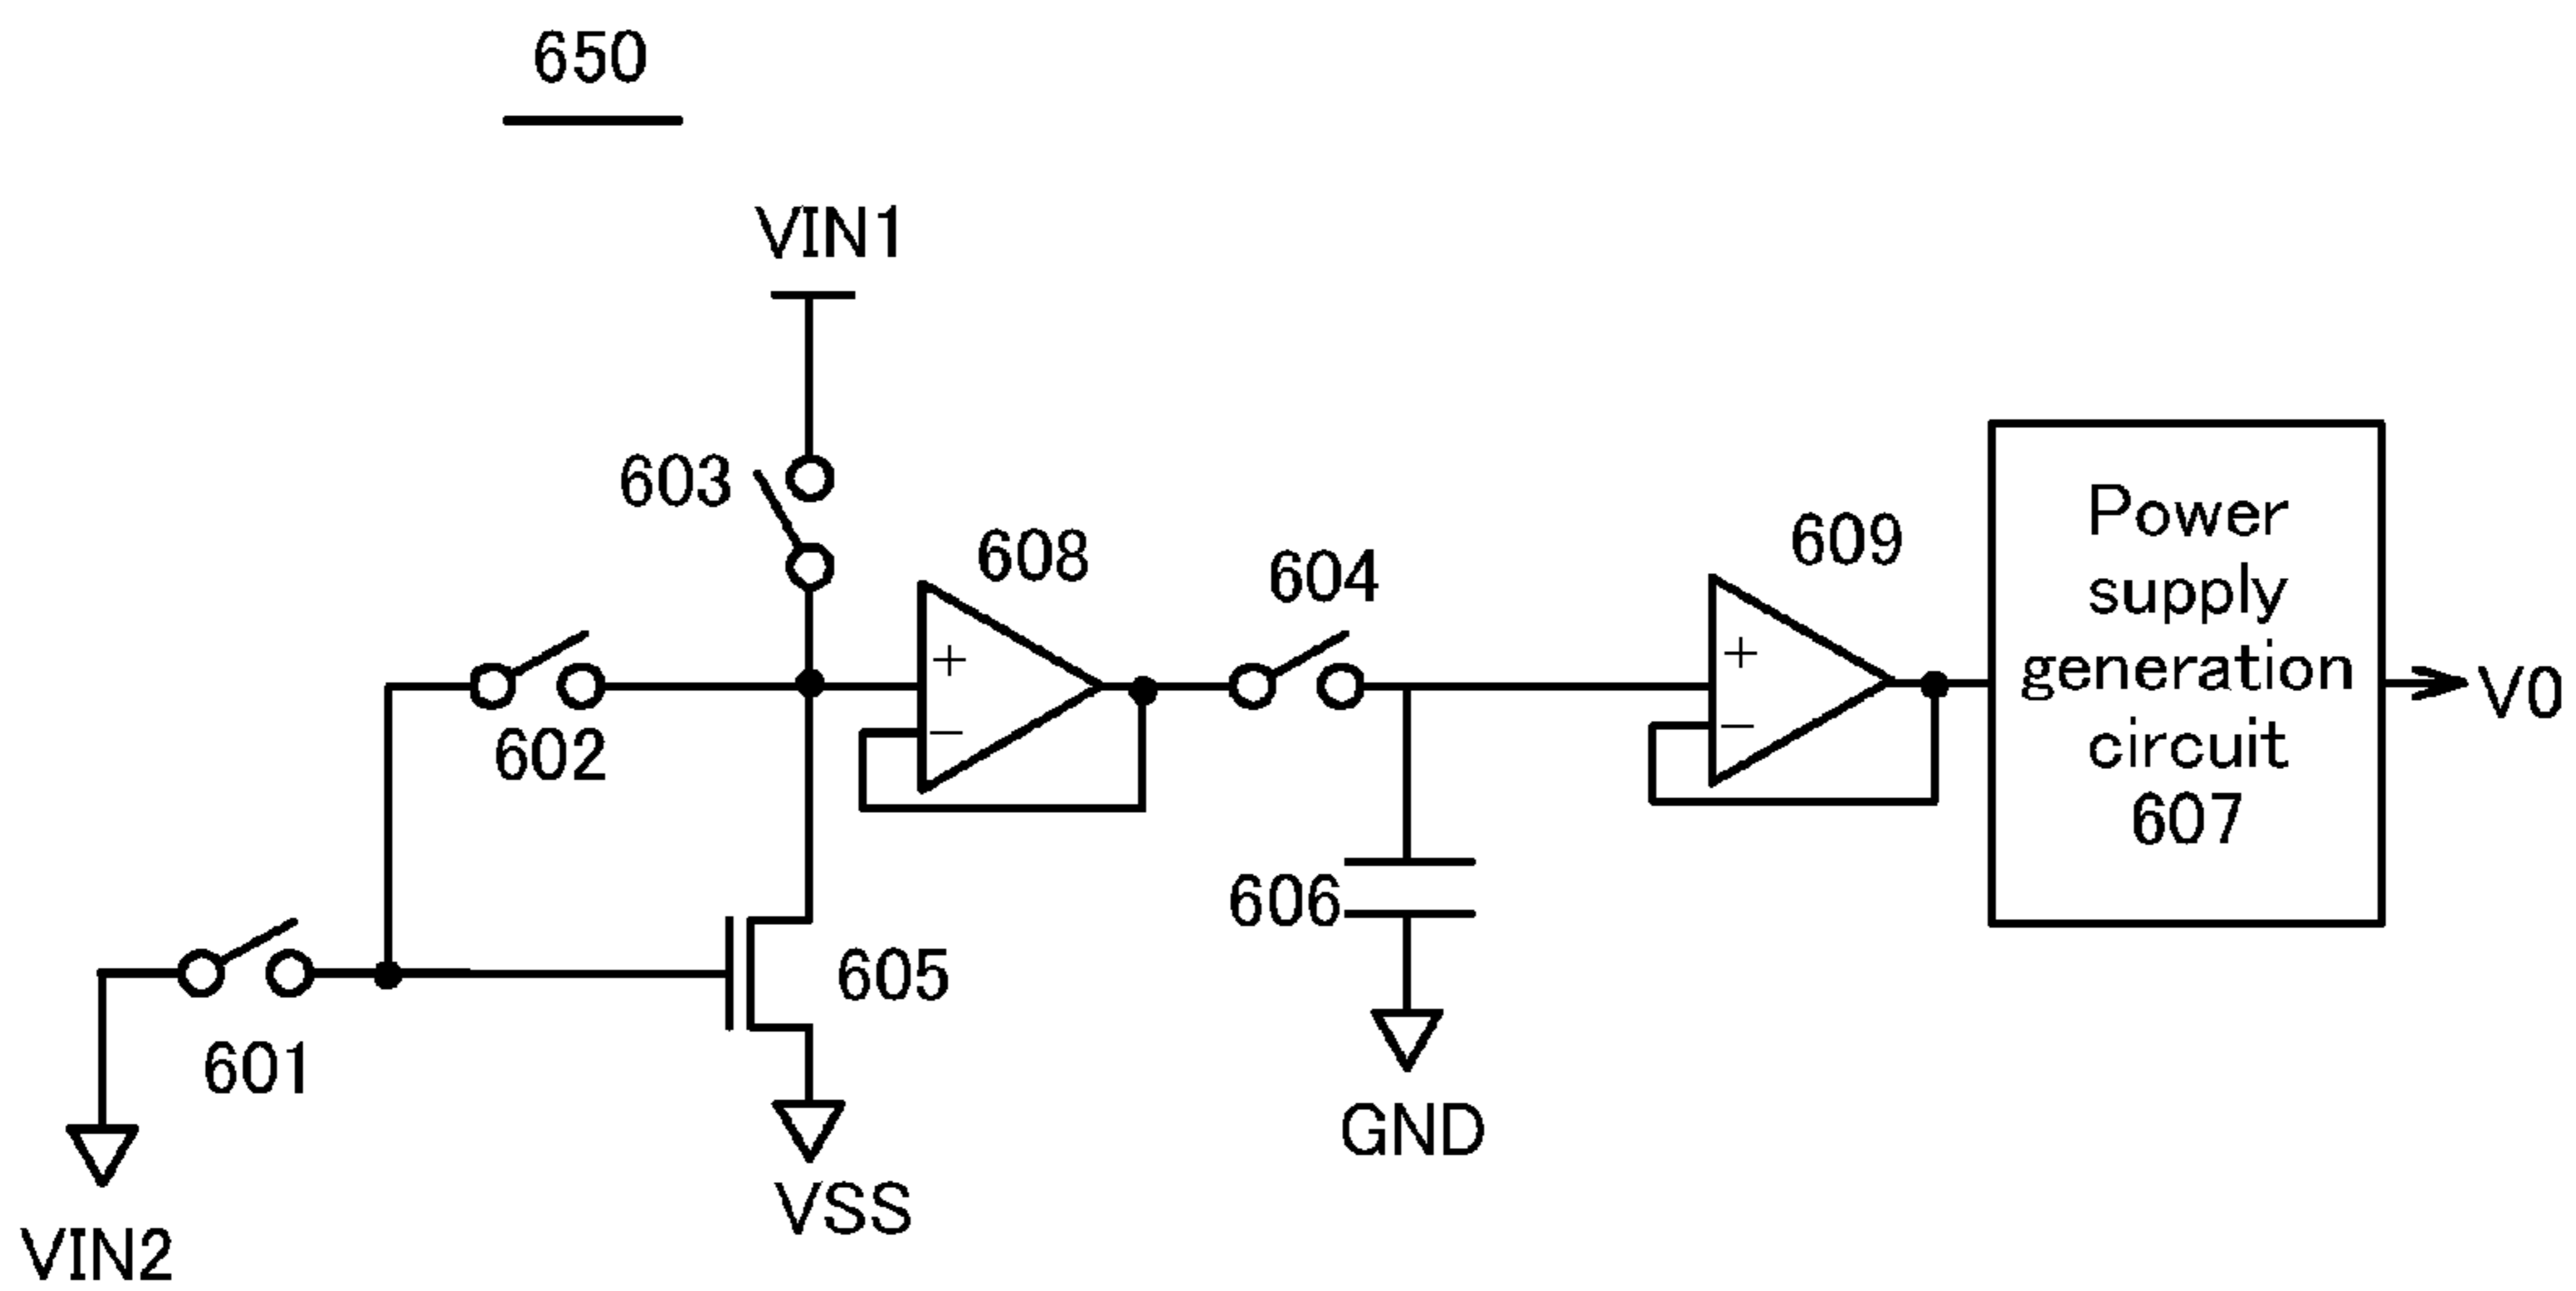 650
VIN1
603
608
604
609
602
Power
supply
generation
circuit
607
V0
+
−
+
−
606
605
601
GND
VSS
VIN2